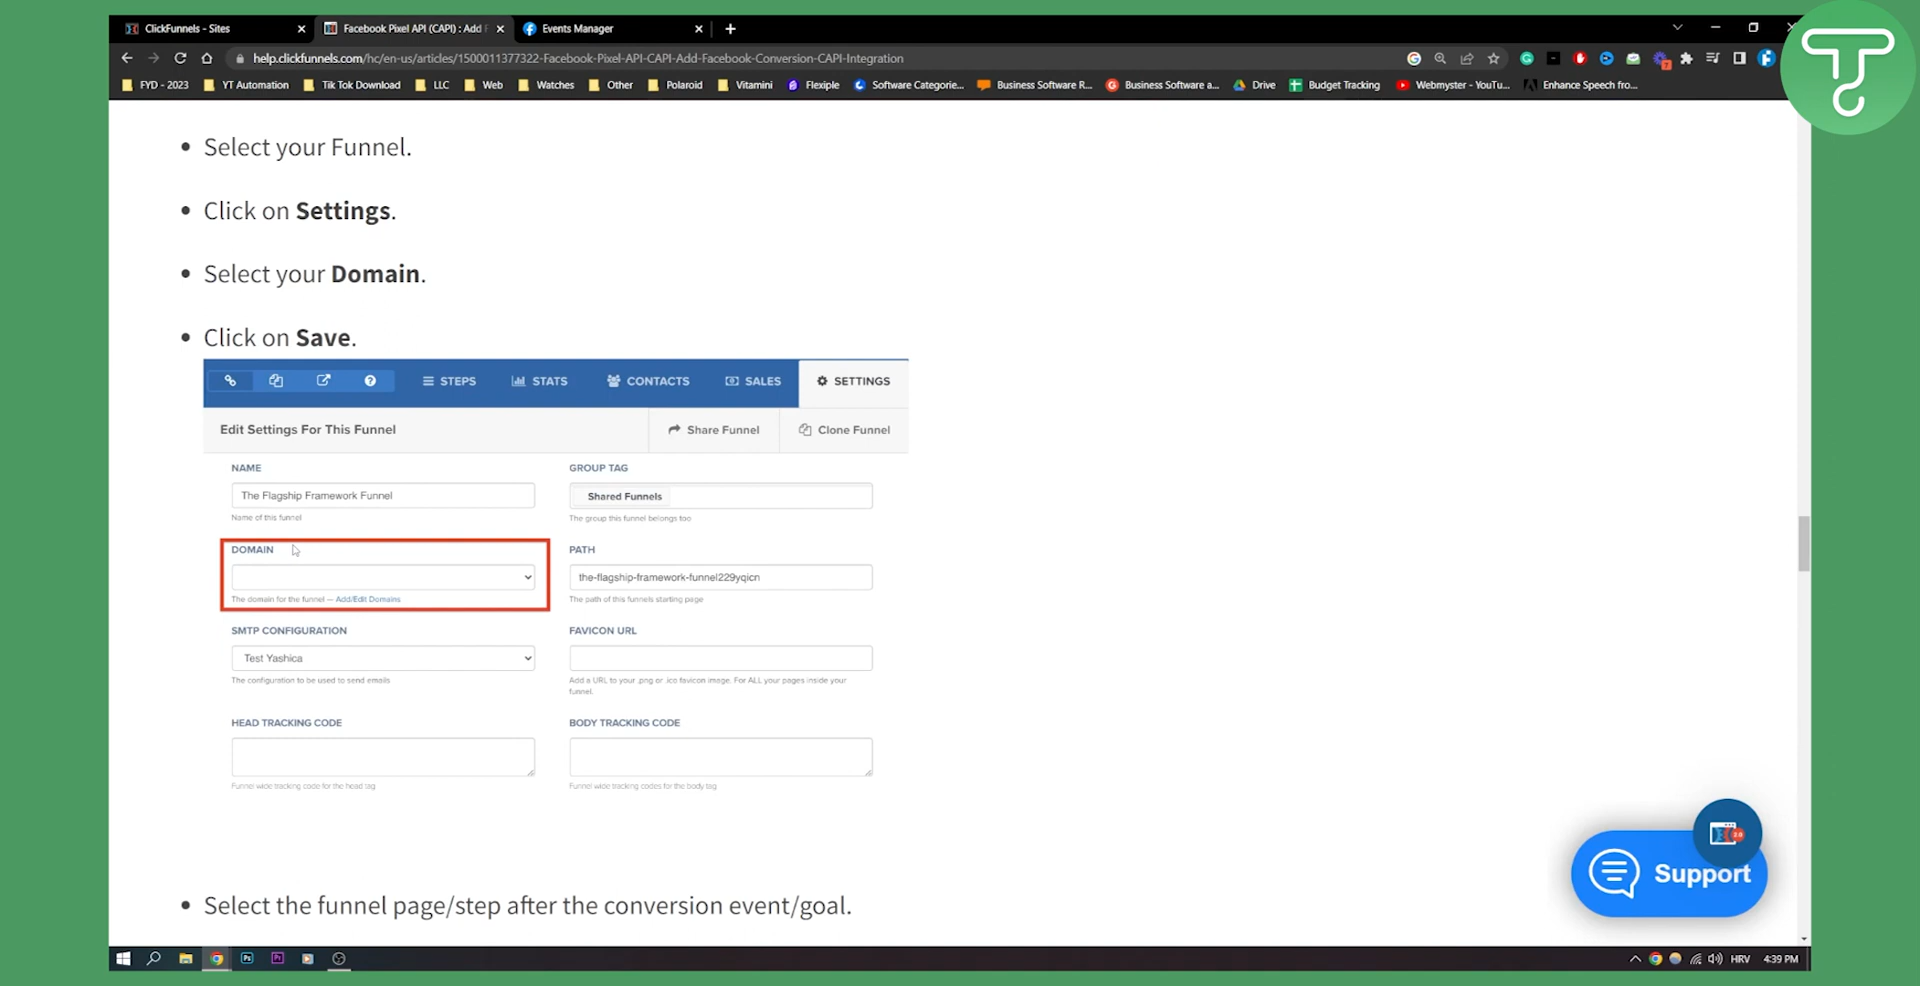 ClickFunnels - Sites
Facebook Pixel API (CAPI) : Add F
Events Manager
help.clickfunnels.com/hc/en-us/articles/1500011377322-Facebook-Pixel-API-CAPI-Add-Facebook-Conversion-CAPI-Integration
FYD - 2023 YT Automation Tik Tok Download LLC Web Watches Other Polaroid Vitamini Flexiple Software Categorie... Business Software R... Business Software a... Drive Budget Tracking Webmyster - YouTu... Enhance Speech fro...
• Select your Funnel.
• Click on Settings.
• Select your Domain.
• Click on Save.
STEPS STATS CONTACTS SALES SETTINGS
Edit Settings For This Funnel Share Funnel Clone Funnel
NAME GROUP TAG
The Flagship Framework Funnel Shared Funnels
Name of this funnel The group this funnel belongs too
DOMAIN PATH
the-flagship-framework-funnel229yqicn
The domain for the funnel — Add/Edit Domains The path of this funnels starting page
SMTP CONFIGURATION FAVICON URL
Test Yashica
The configuration to be used to send emails Add a URL to your .png or .ico favicon image. For ALL your pages inside your
funnel.
HEAD TRACKING CODE BODY TRACKING CODE
Funnel wide tracking code for the head tag Funnel wide tracking codes for the body tag
2.0
Support
• Select the funnel page/step after the conversion event/goal.
Ps Pr HRV 4:39 PM